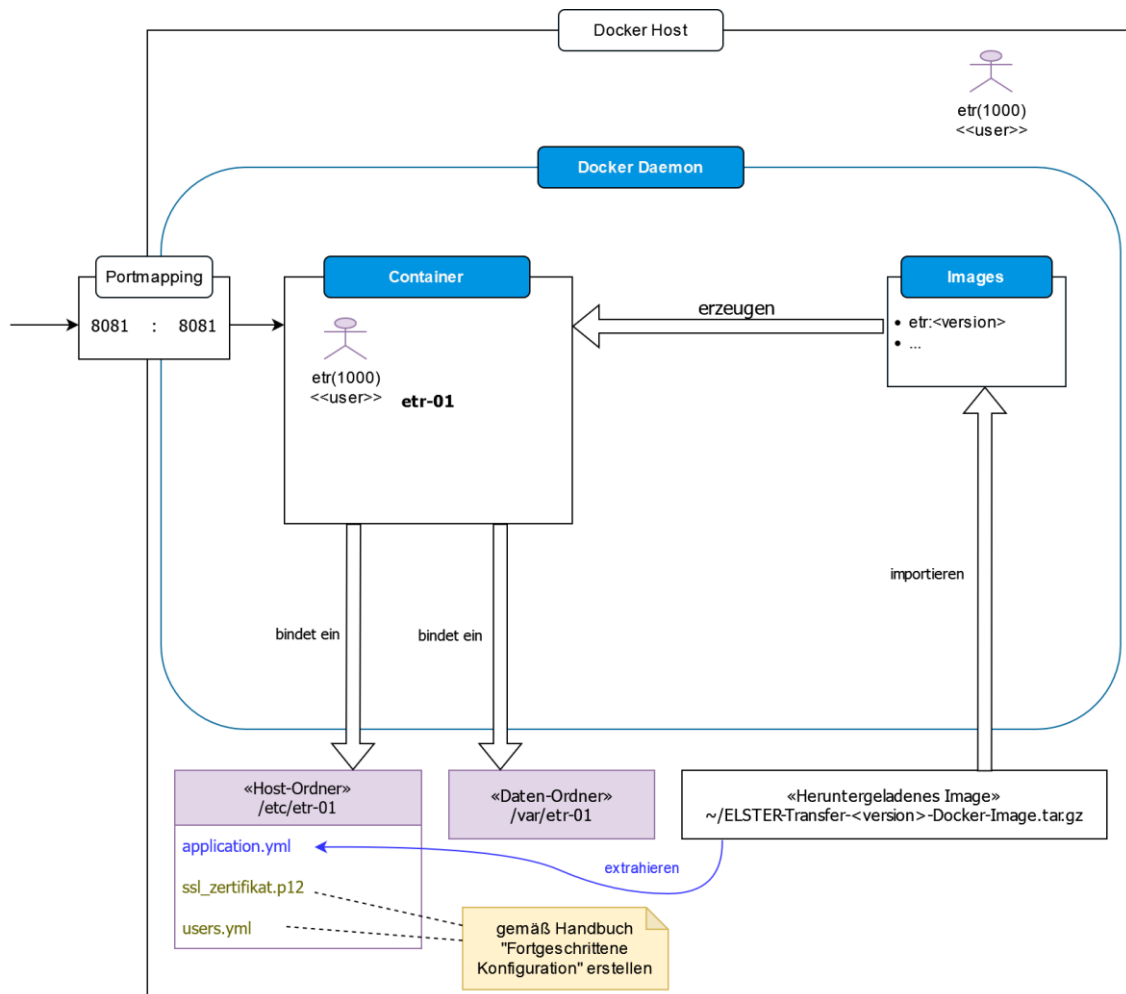 Docker Host
etr(1000)
<<user>>
Docker Daemon
Portmapping
8081 : 8081
Container
etr(1000)
<<user>>
etr-01
erzeugen
Images
• etr:<version>
• ...
importieren
bindet ein
bindet ein
«Host-Ordner»
/etc/etr-01
application.yml
ssl_zertifikat.p12
users.yml
«Daten-Ordner»
/var/etr-01
«Heruntergeladenes Image»
~/ELSTER-Transfer-<version>-Docker-Image.tar.gz
extrahieren
gemäß Handbuch
"Fortgeschrittene
Konfiguration" erstellen